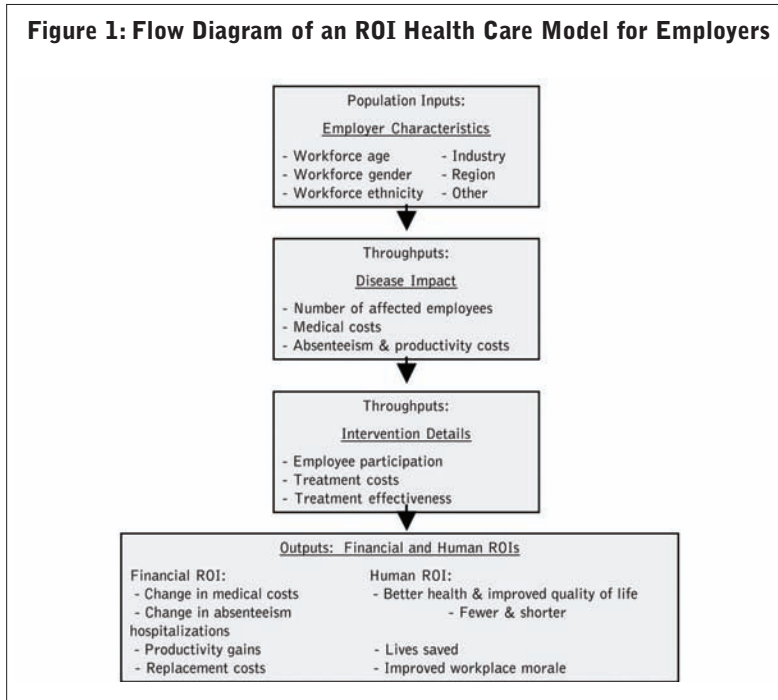 Figure 1: Flow Diagram of an ROI Health Care Model for Employers
Population Inputs:
Employer Characteristics
- Workforce age - Industry
- Workforce gender - Region
- Workforce ethnicity - Other
Throughputs:
Disease Impact
- Number of affected employees
- Medical costs
- Absenteeism & productivity costs
Throughputs:
Intervention Details
- Employee participation
- Treatment costs
- Treatment effectiveness
Outputs: Financial and Human ROIs
Financial ROI: Human ROI:
- Change in medical costs - Better health & improved quality of life
- Change in absenteeism - Fewer & shorter
hospitalizations
- Productivity gains - Lives saved
- Replacement costs - Improved workplace morale